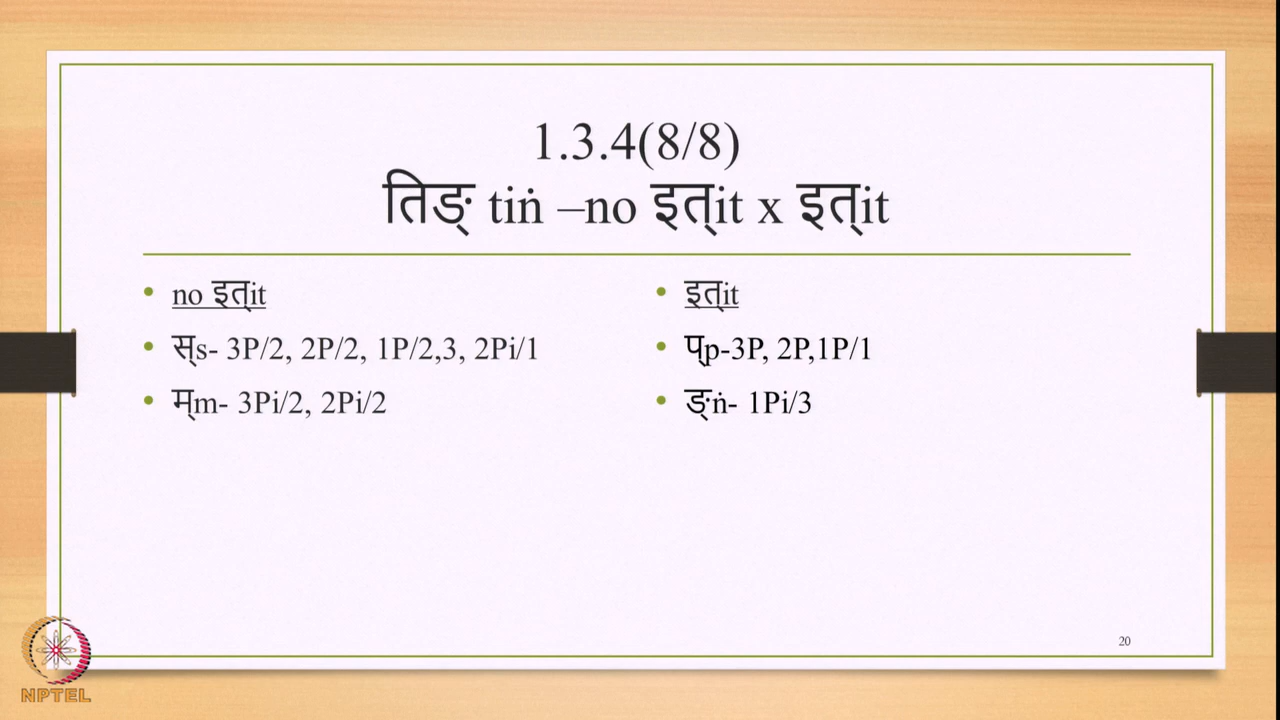 1.3.4(8/8)
तिङ् tiṅ –no इत्it x इत्it
no इत्it
स्s- 3P/2, 2P/2, 1P/2,3, 2Pi/1
म्m- 3Pi/2, 2Pi/2
इत्it
प्p-3P, 2P,1P/1
ङ्ṅ- 1Pi/3
20
NPTEL